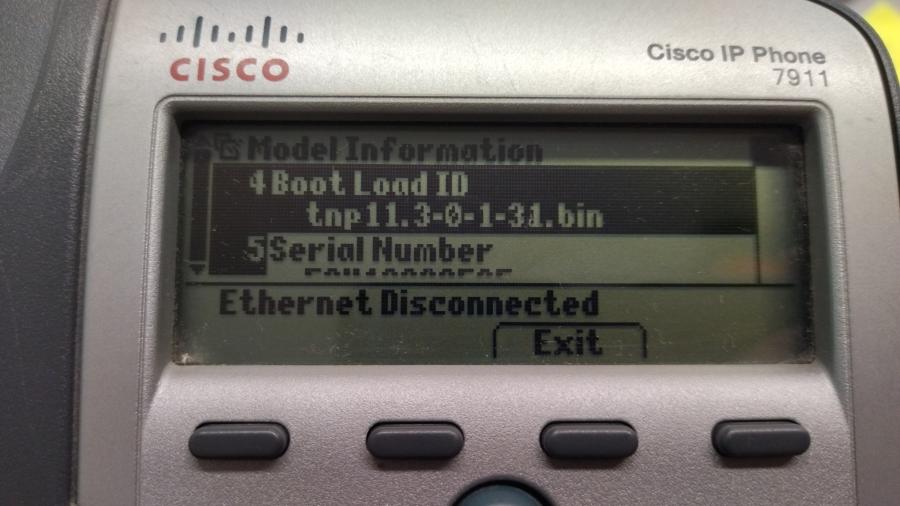 CISCO
Cisco IP Phone
7911
Model Information
4 Boot Load ID
tnp11.3-0-1-31.bin
5 Serial Number
Ethernet Disconnected
Exit